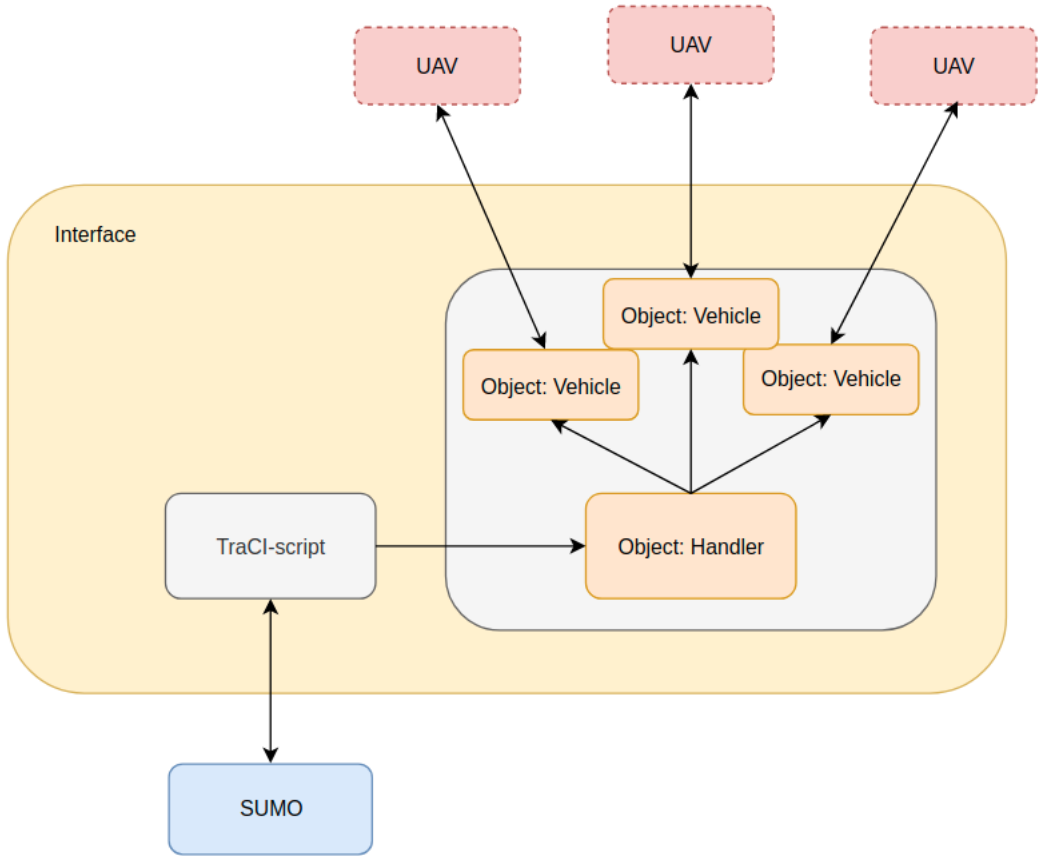 UAV
UAV
UAV
Interface
Object: Vehicle
Object: Vehicle
Object: Vehicle
TraCI-script
Object: Handler
SUMO